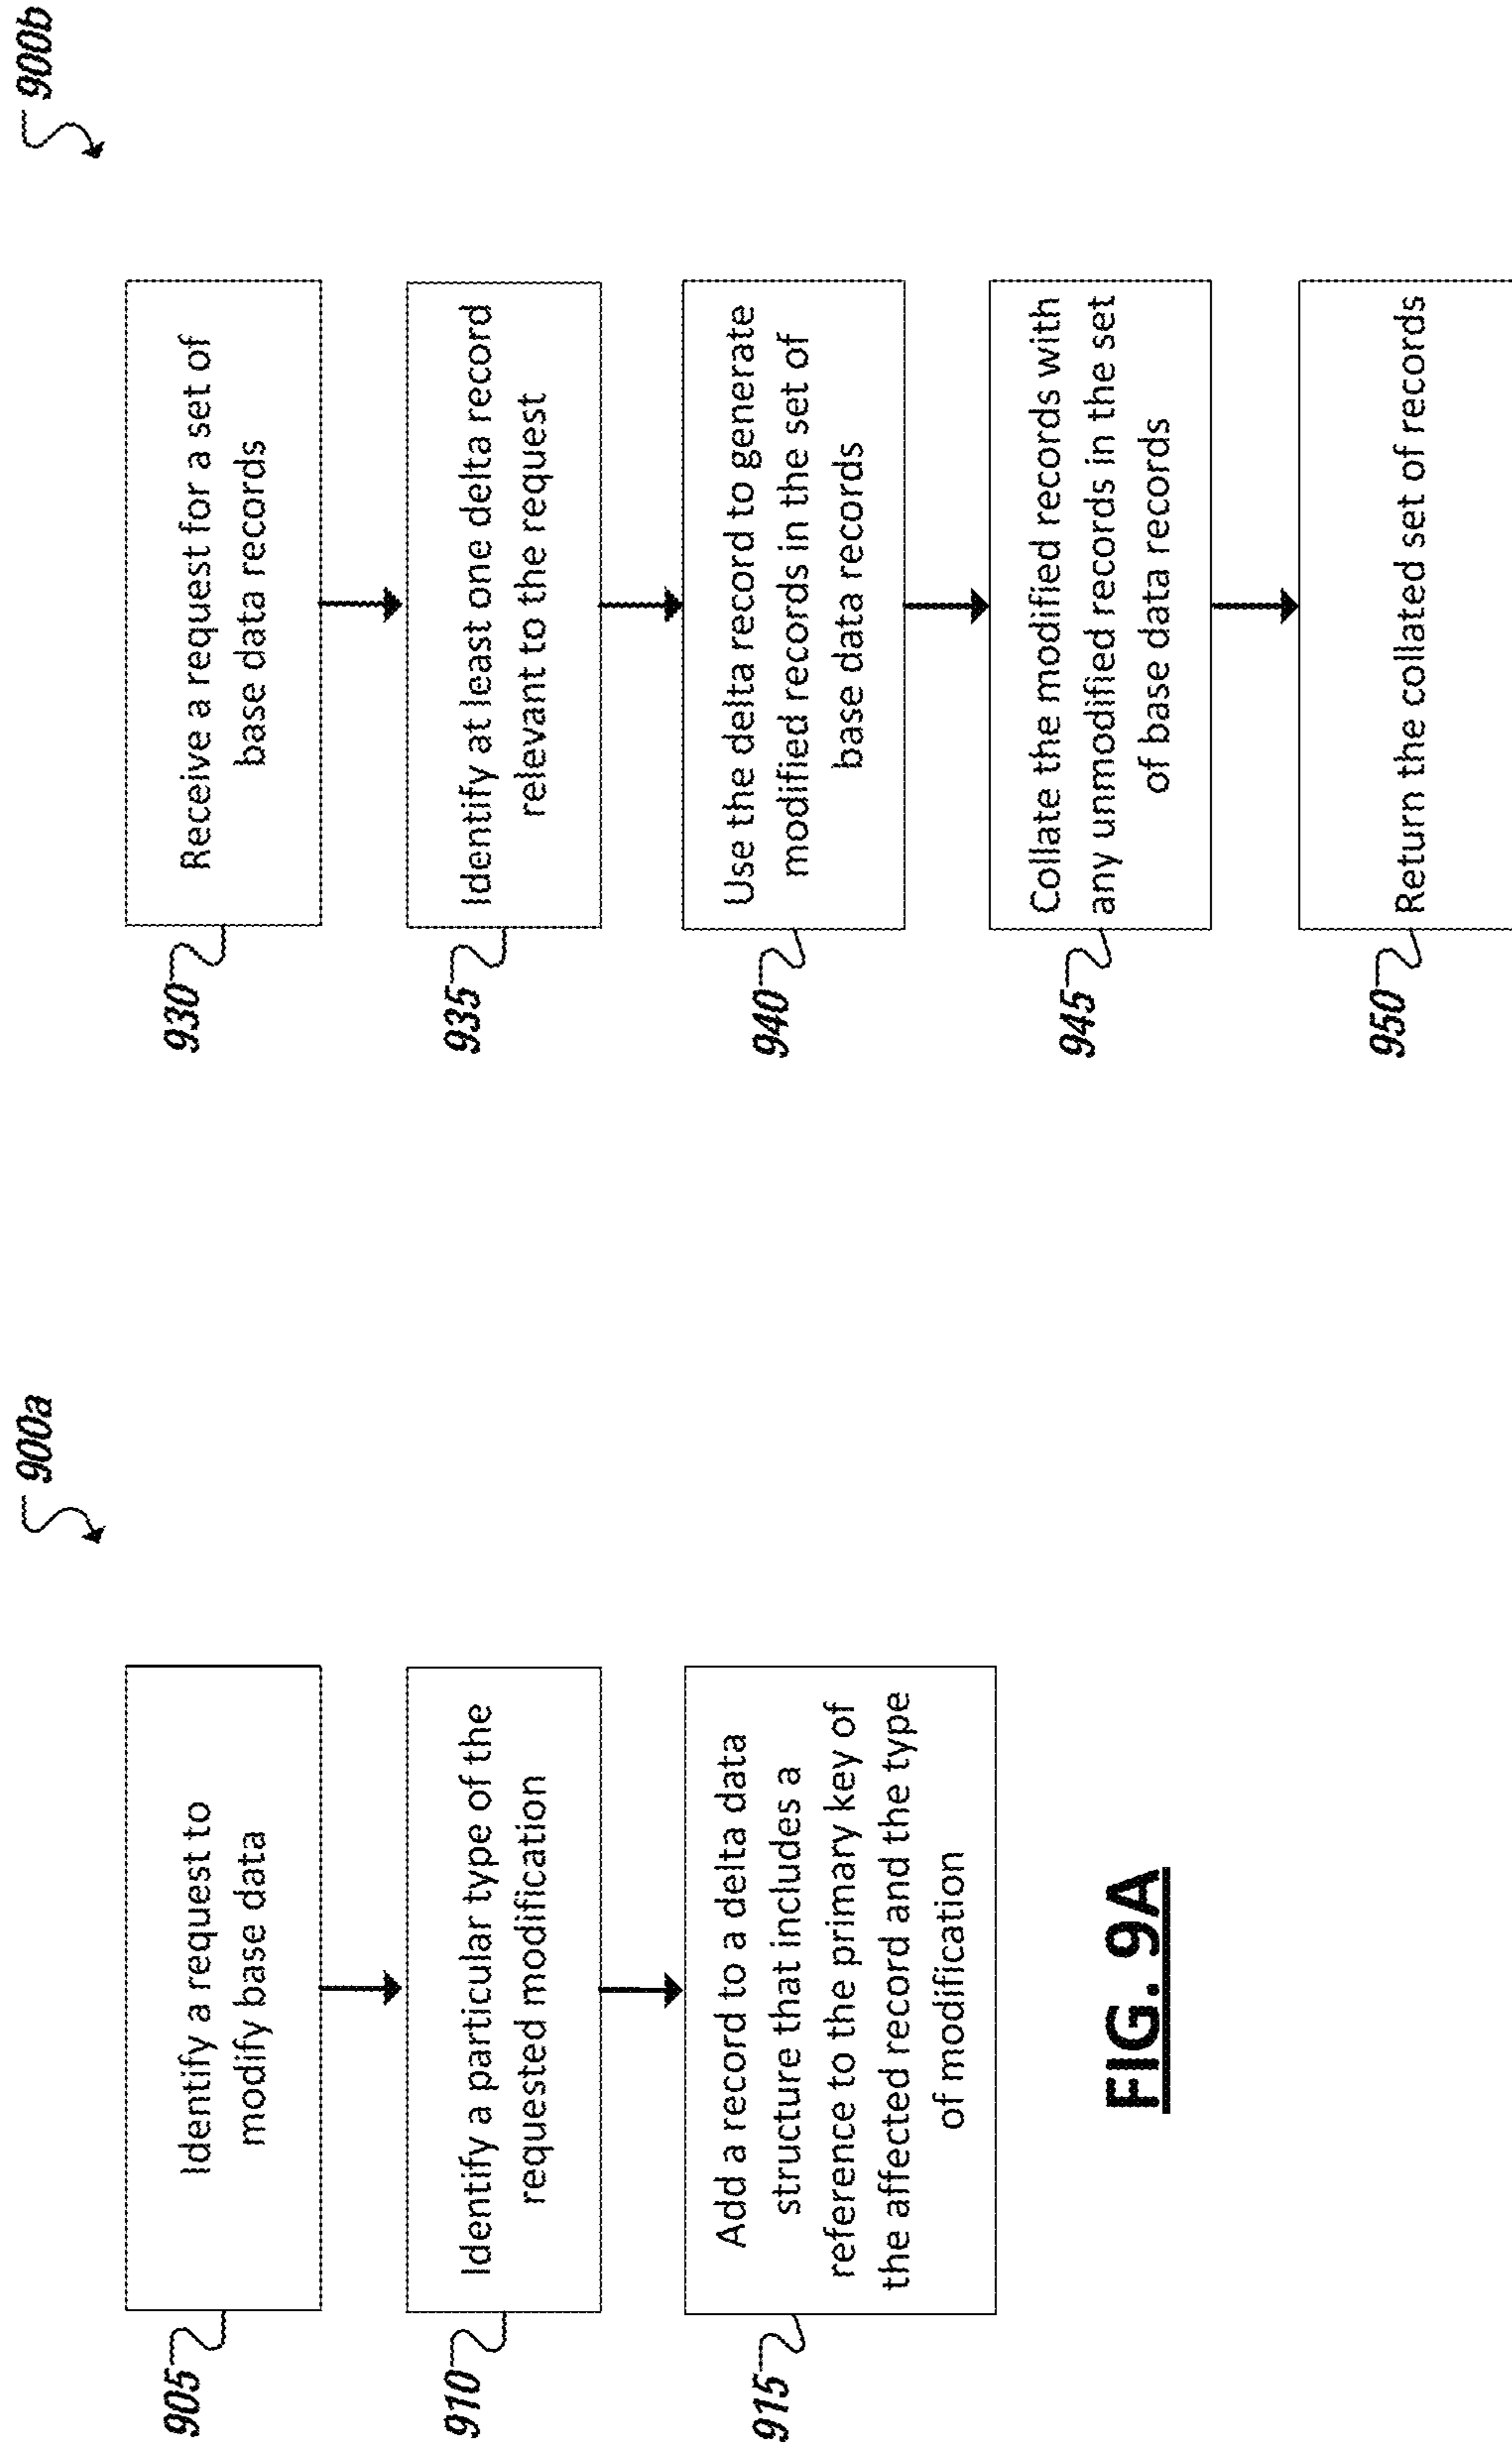 900a
905
Identify a request to
modify base data
910
Identify a particular type of the
requested modification
915
Add a record to a delta data
structure that includes a
reference to the primary key of
the affected record and the type
of modification
FIG. 9A
900b
930
Receive a request for a set of
base data records
935
Identify at least one delta record
relevant to the request
940
Use the delta record to generate
modified records in the set of
base data records
945
Collate the modified records with
any unmodified records in the set
of base data records
950
Return the collated set of records